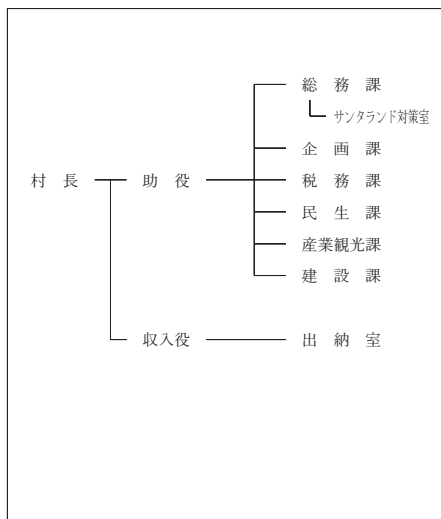 総務課
サンタランド対策室
企画課
村長 助役 税務課
民生課
産業観光課
建設課
収入役 出納室